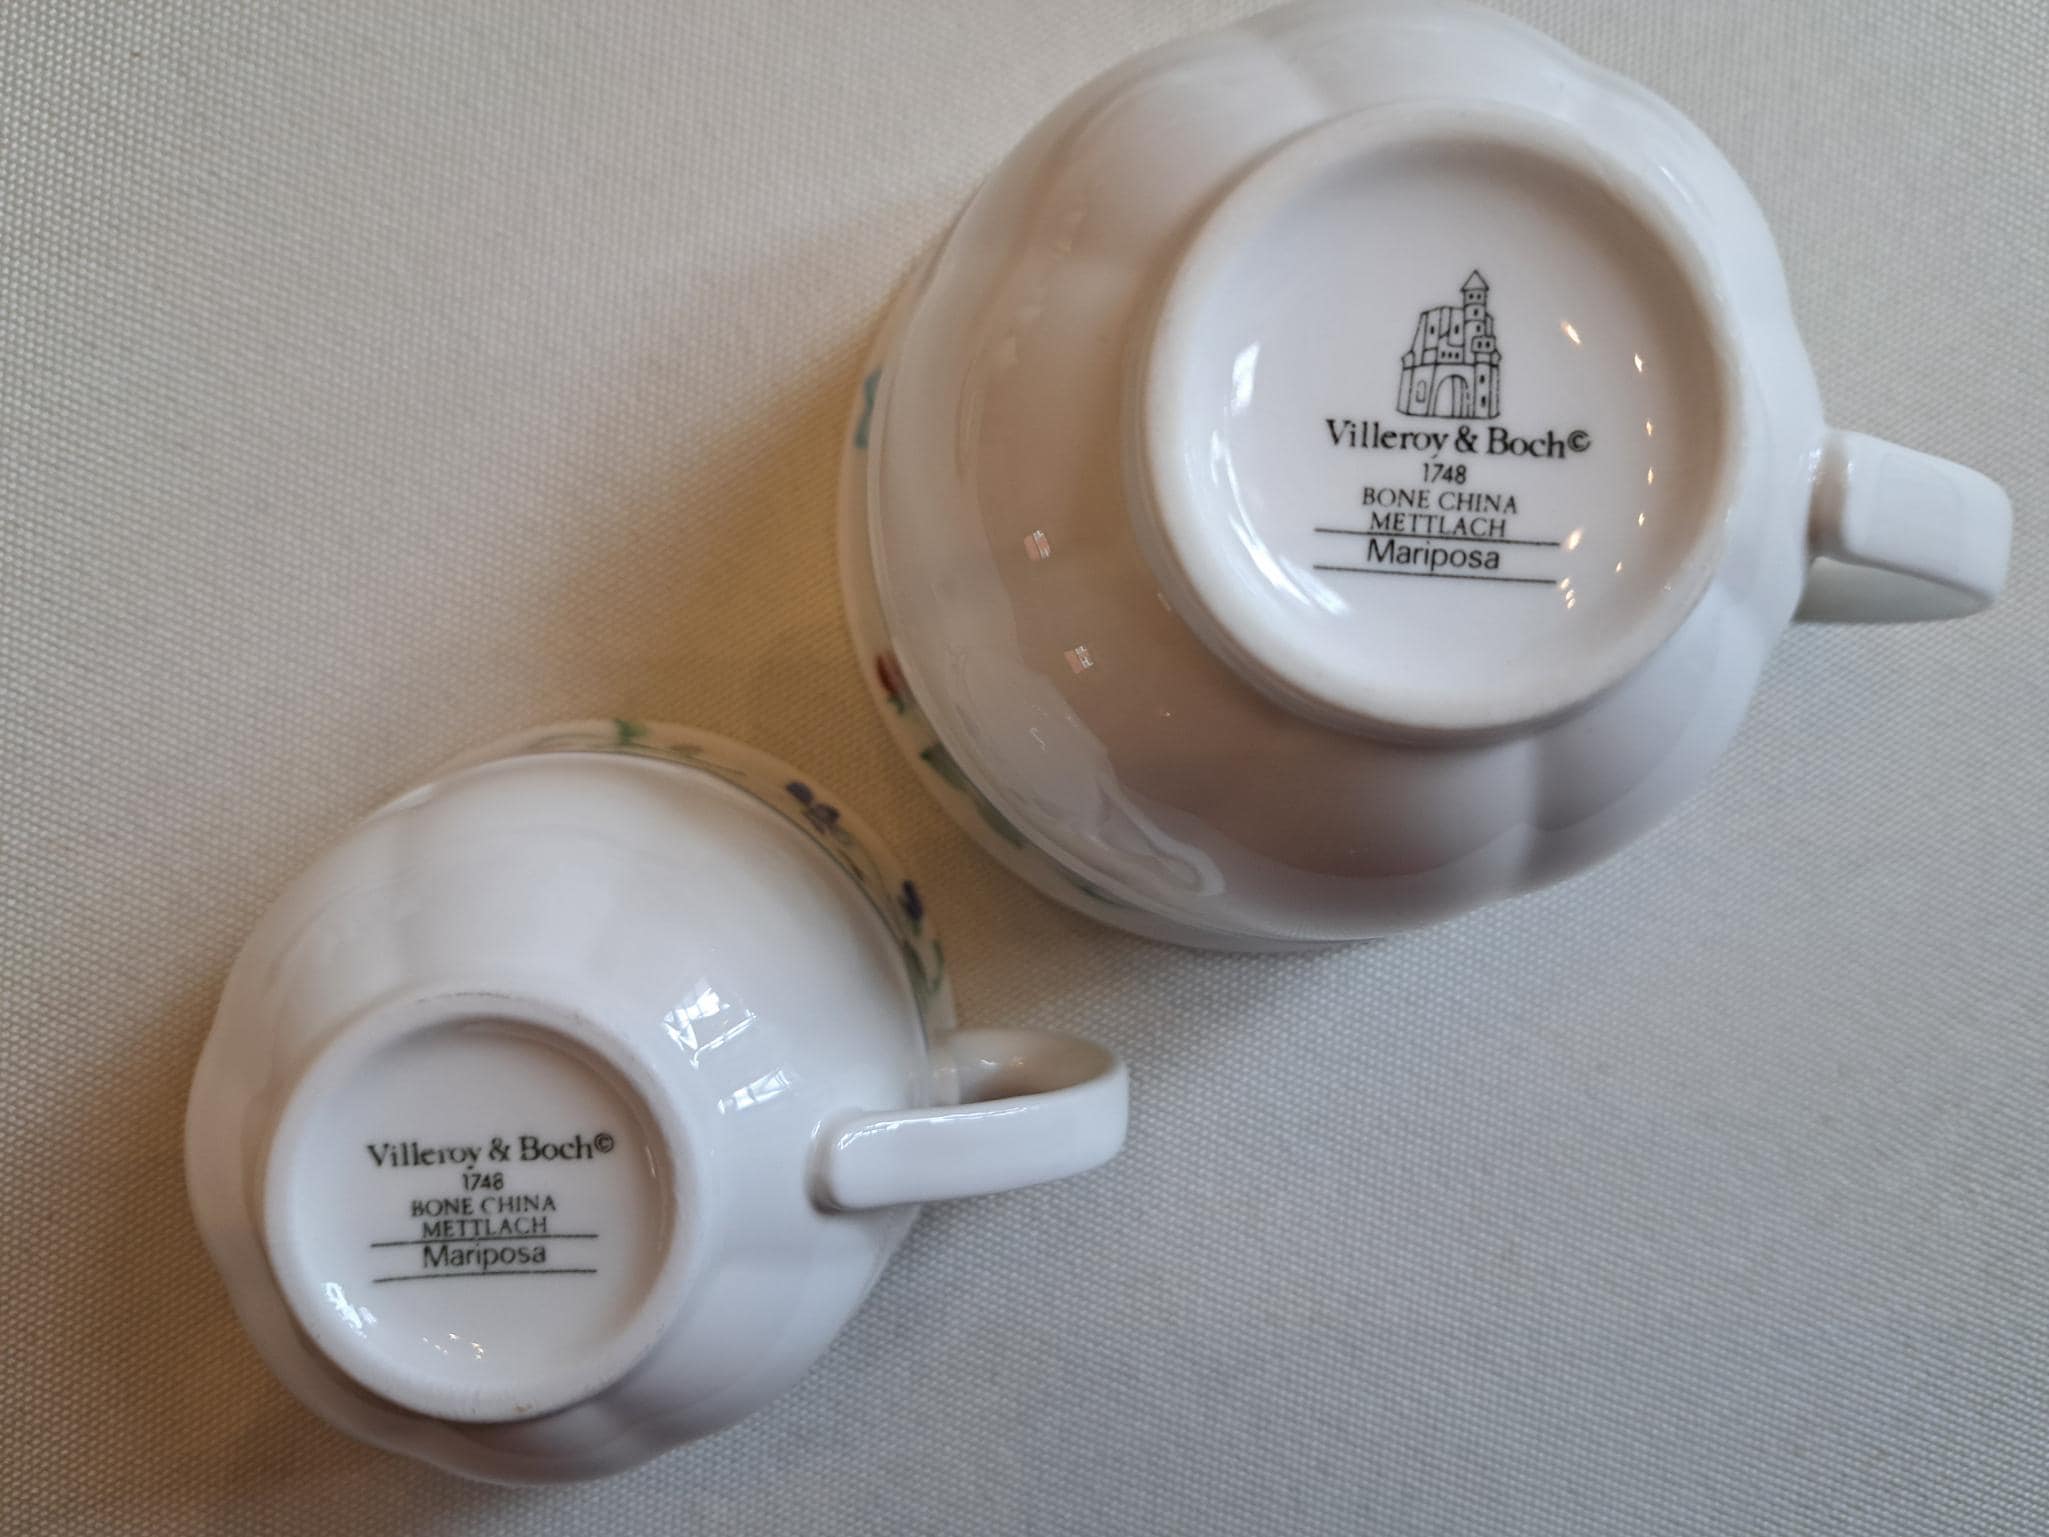 Villeroy & Boch©
1748
BONE CHINA
METTLACH
Mariposa
Villeroy & Boch©
1748
BONE CHINA
METTLACH
Mariposa